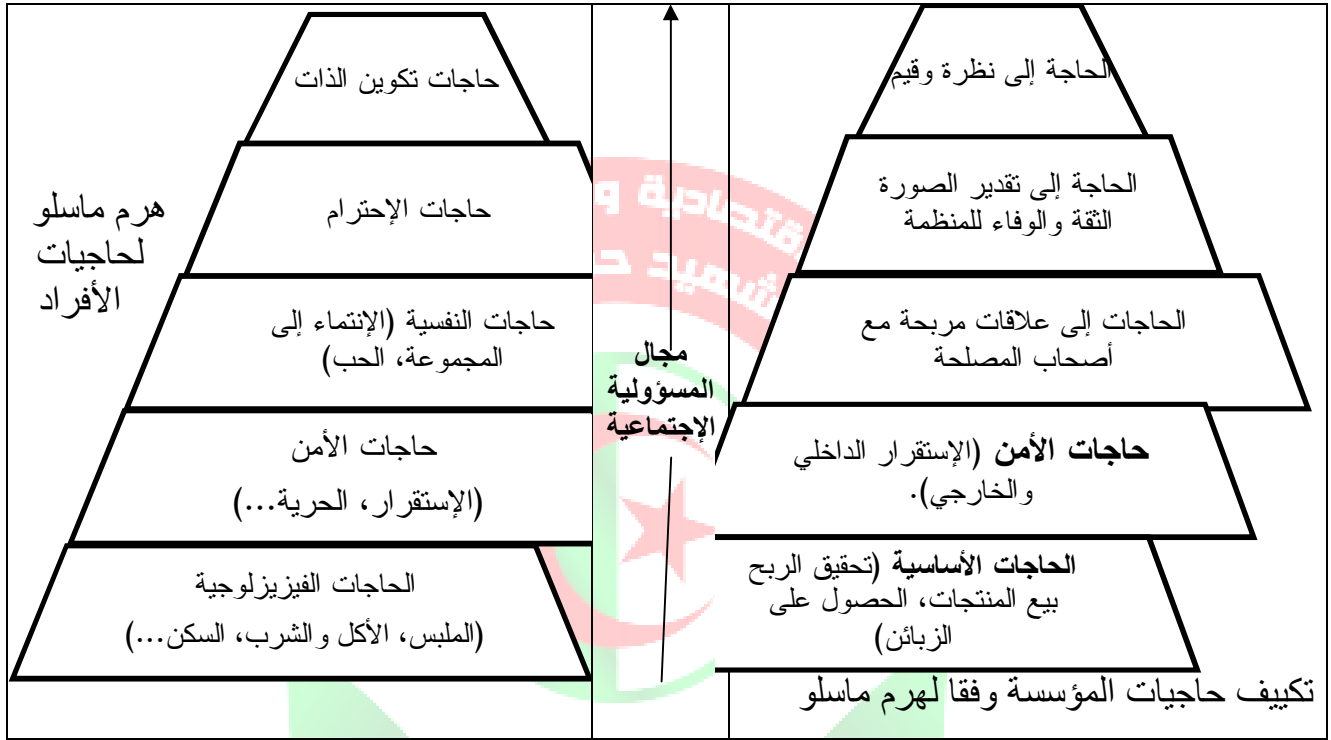 الحاجة إلى نظرة وقيم
الحاجة إلى تقدير الصورة
الثقة والوفاء للمنظمة
الحاجات إلى علاقات مربحة مع
أصحاب المصلحة
حاجات الأمن (الإستقرار الداخلي
والخارجي).
الحاجات الأساسية (تحقيق الربح
بيع المنتجات، الحصول على
الزبائن)
تكييف حاجيات المؤسسة وفقا لهرم ماسلو
مجال
المسؤولية
الإجتماعية
حاجات تكوين الذات
حاجات الإحترام
حاجات النفسية (الإنتماء إلى
المجموعة، الحب)
حاجات الأمن
(الإستقرار، الحرية...)
الحاجات الفيزيزلوجية
(الملبس، الأكل والشرب، السكن...)
هرم ماسلو
لحاجيات
الأفراد